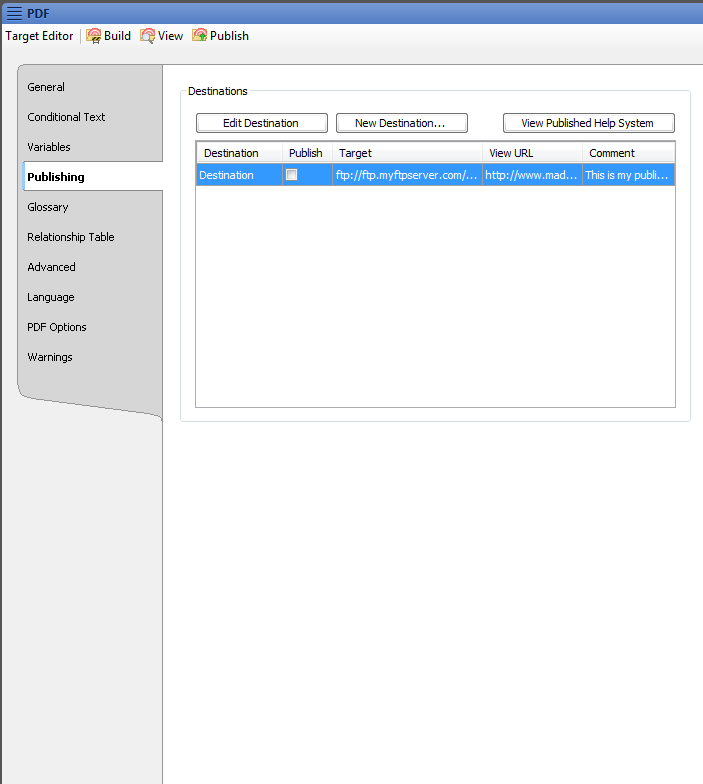 PDF
Target Editor Build View Publish
General
Conditional Text
Variables
Publishing
Glossary
Relationship Table
Advanced
Language
PDF Options
Warnings
Destinations
Edit Destination New Destination... View Published Help System
Destination Publish Target View URL Comment
Destination ftp://ftp.myftpserver.com/... http://www.mad... This is my publi...